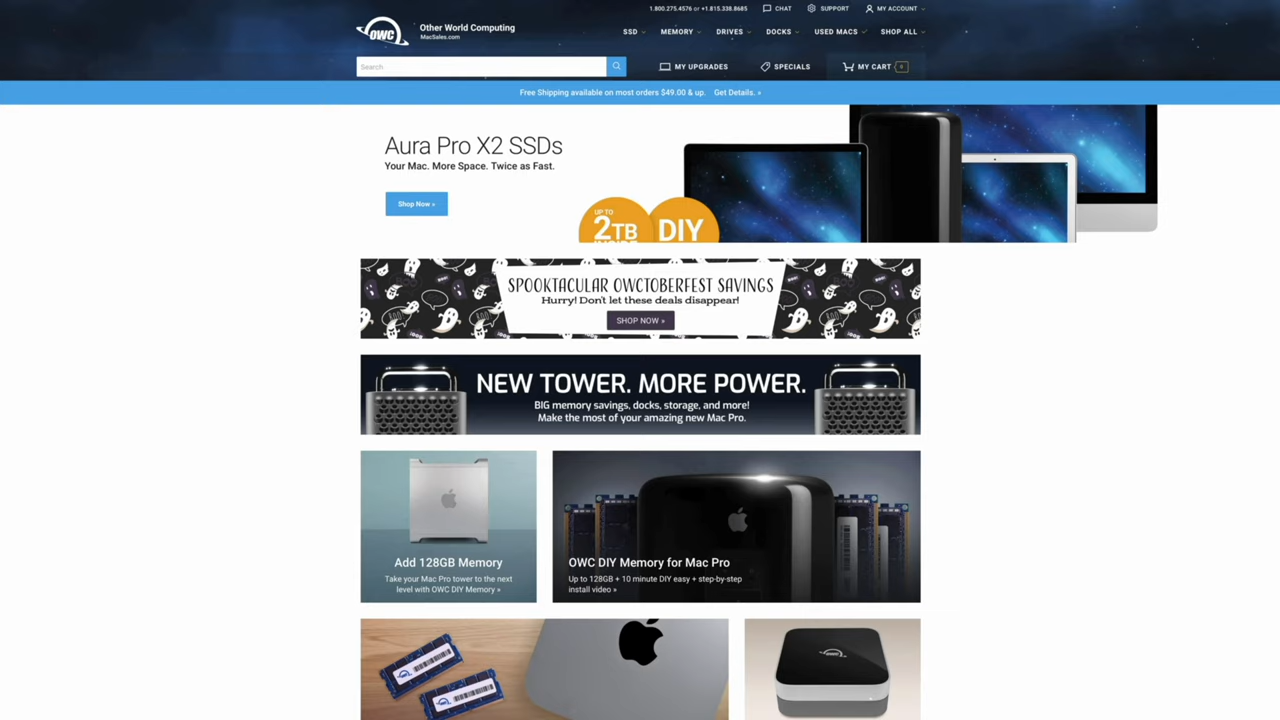 1.800.275.4576 or +1.815.338.8685
CHAT
SUPPORT
MY ACCOUNT
OWC
Other World Computing
MacSales.com
SSD
MEMORY
DRIVES
DOCKS
USED MACS
SHOP ALL
Search
MY UPGRADES
SPECIALS
MY CART
0
Free Shipping available on most orders $49.00 & up. Get Details. »
Aura Pro X2 SSDs
Your Mac. More Space. Twice as Fast.
Shop Now »
UP TO
2TB
DIY
SPOOKTACULAR OWCTOBERFEST SAVINGS
Hurry! Don't let these deals disappear!
SHOP NOW »
NEW TOWER. MORE POWER.
BIG memory savings, docks, storage, and more!
Make the most of your amazing new Mac Pro.
Add 128GB Memory
Take your Mac Pro tower to the next
level with OWC DIY Memory »
OWC DIY Memory for Mac Pro
Up to 128GB + 10 minute DIY easy + step-by-step
install video »